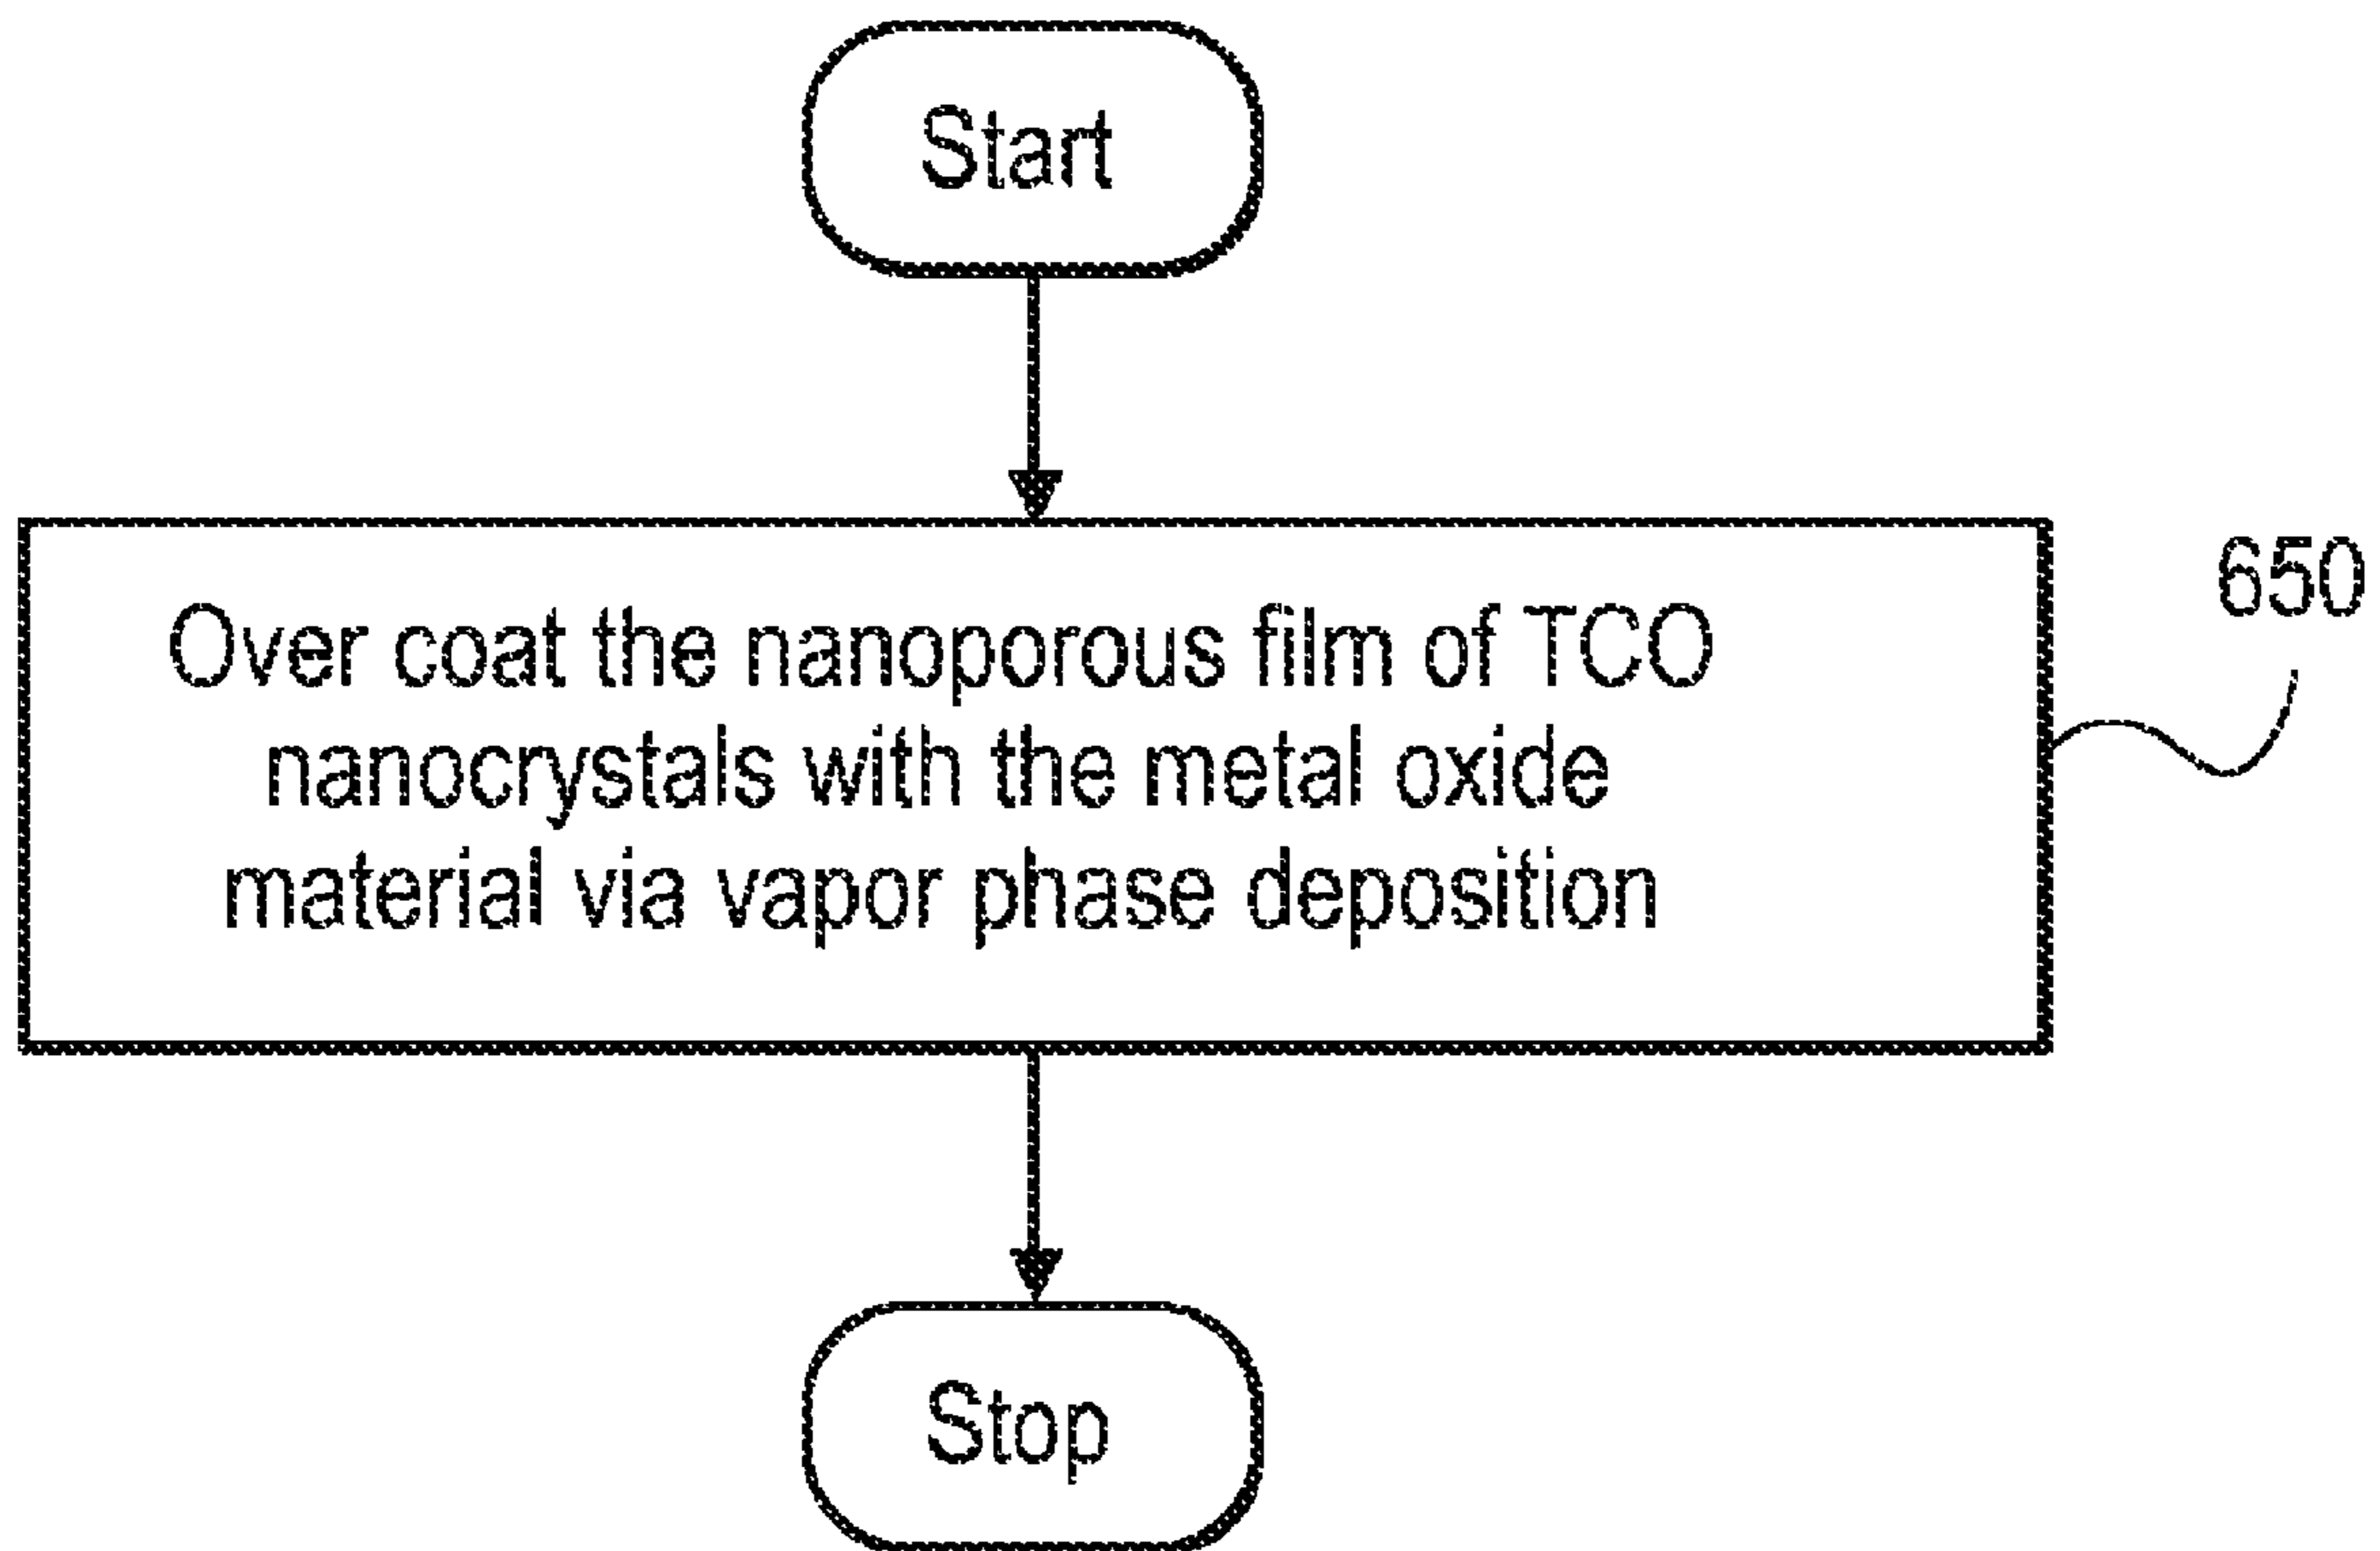 Start
Over coat the nanoporous film of TCO
nanocrystals with the metal oxide
material via vapor phase deposition
650
Stop